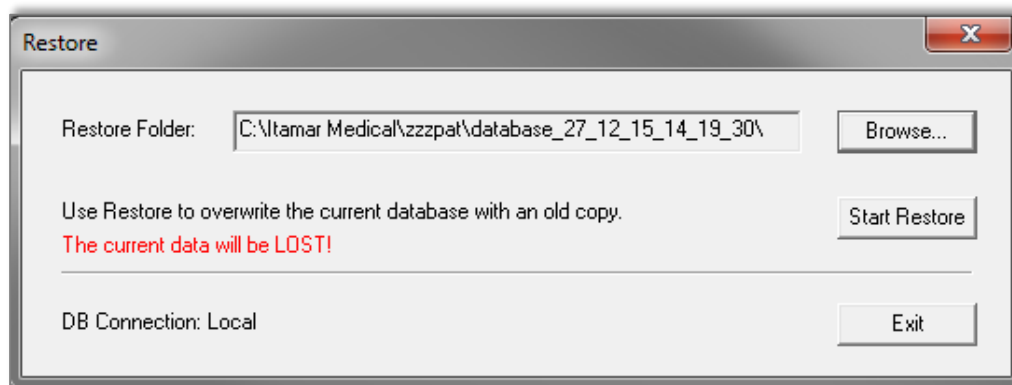 Restore
Restore Folder: C:\Itamar Medical\zzzpat\database_27_12_15_14_19_30\ Browse...
Use Restore to overwrite the current database with an old copy. Start Restore
The current data will be LOST!
DB Connection: Local Exit